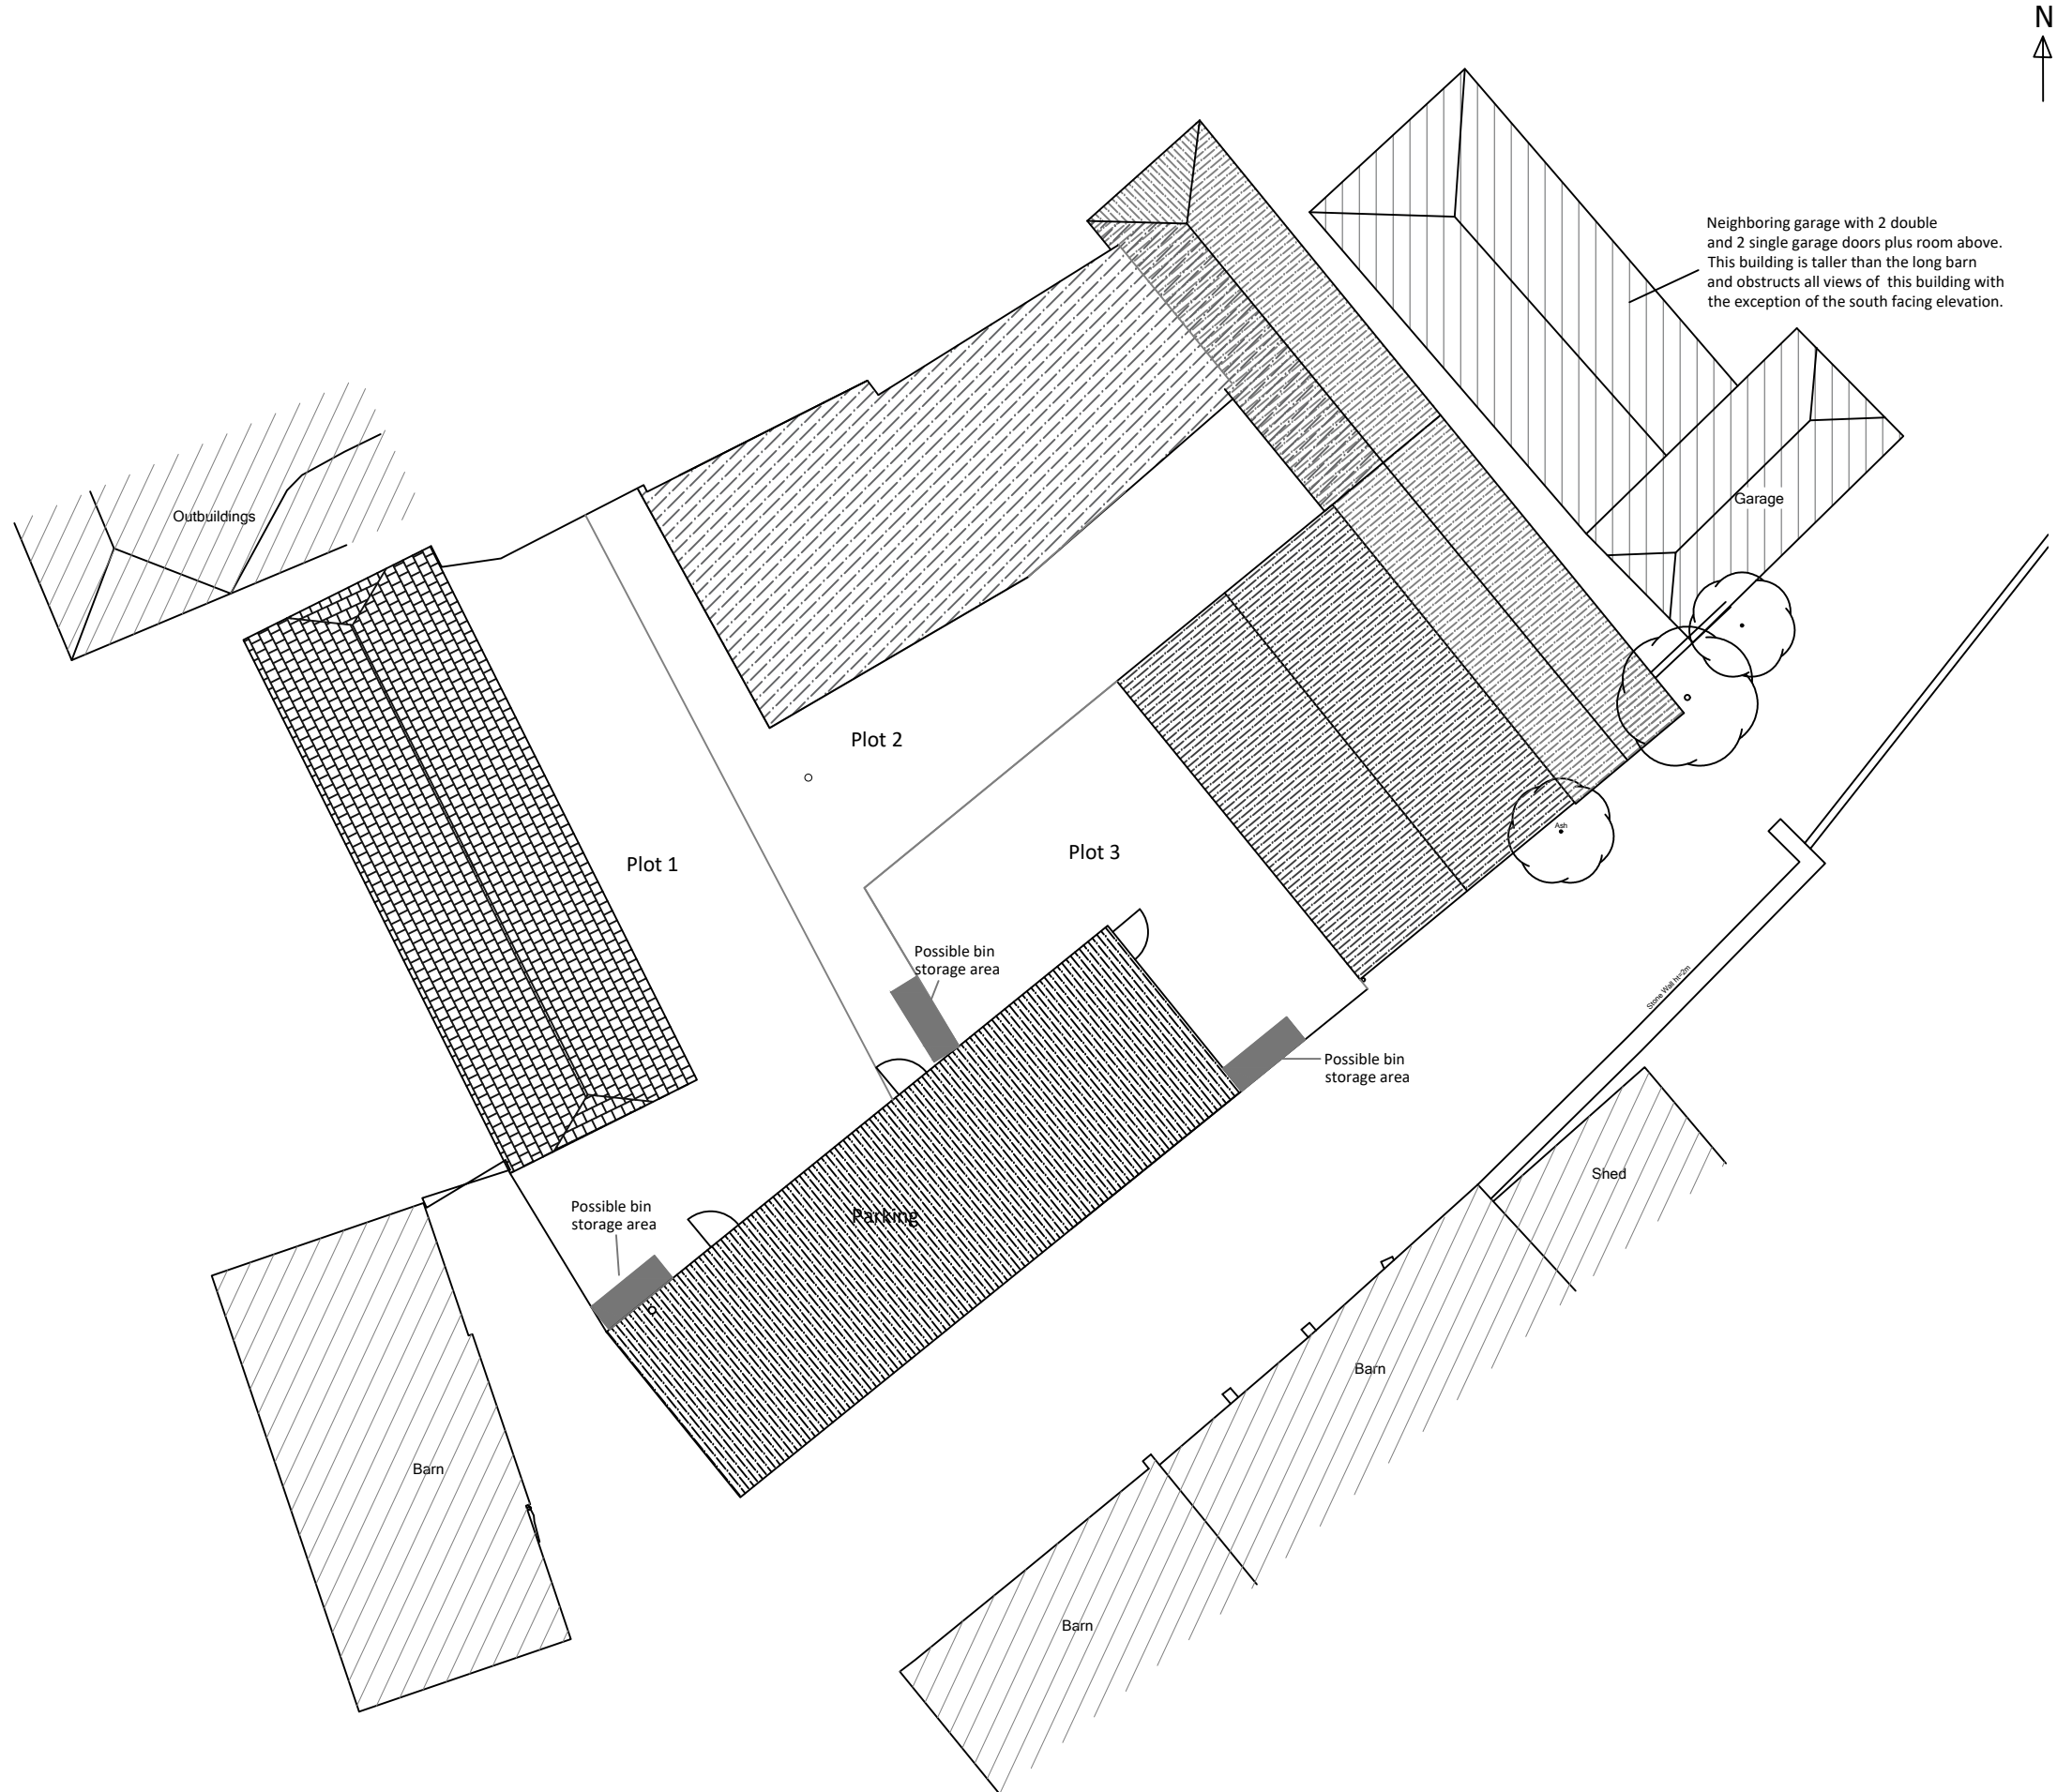 N
Neighboring garage with 2 double
and 2 single garage doors plus room above.
This building is taller than the long barn
and obstructs all views of this building with
the exception of the south facing elevation.
Garage
Outbuildings
Plot 2
Ash
Plot 3
Plot 1
Possible bin
storage area
Stone Wall ht=2m
Possible bin
storage area
Shed
Possible bin
storage area
Parking
Barn
Barn
Barn